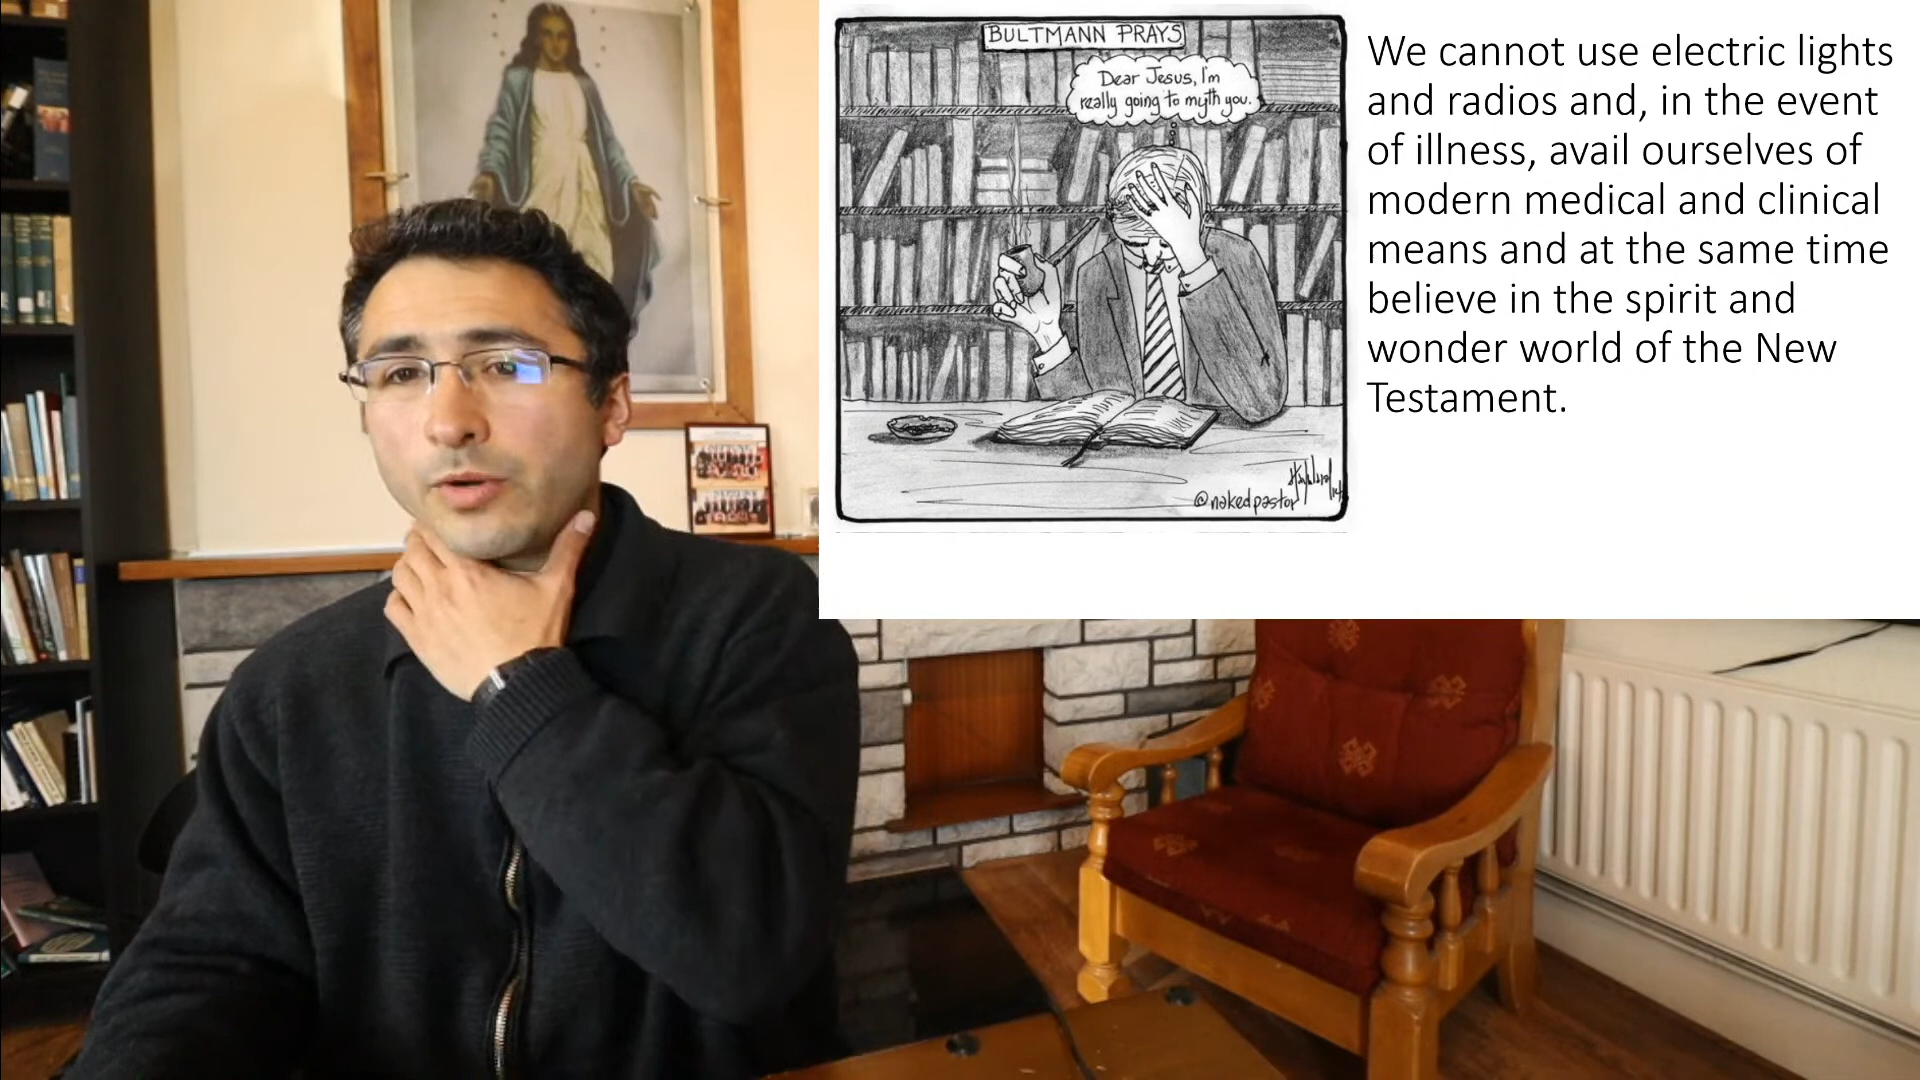 BULTMANN PRAYS
Dear Jesus, I'm
really going to myth you.
@nakedpastor
We cannot use electric lights
and radios and, in the event
of illness, avail ourselves of
modern medical and clinical
means and at the same time
believe in the spirit and
wonder world of the New
Testament.